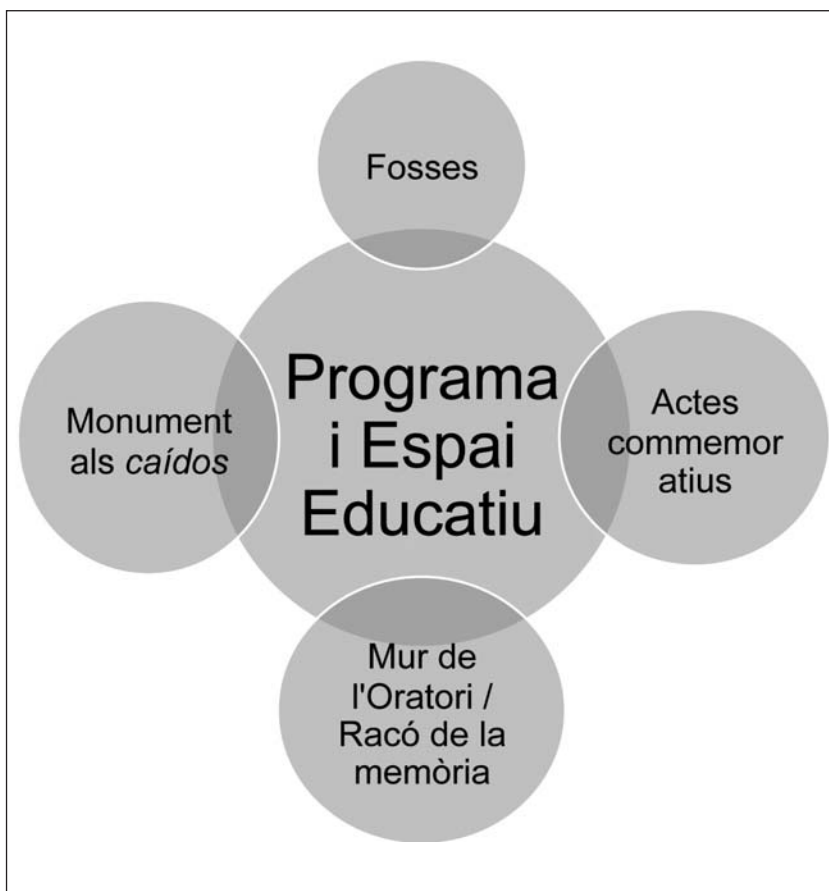 Fosses
Programa
i Espai
Educatiu
Monument
als caídos
Actes
commemor
atius
Mur de
l'Oratori /
Racó de la
memòria